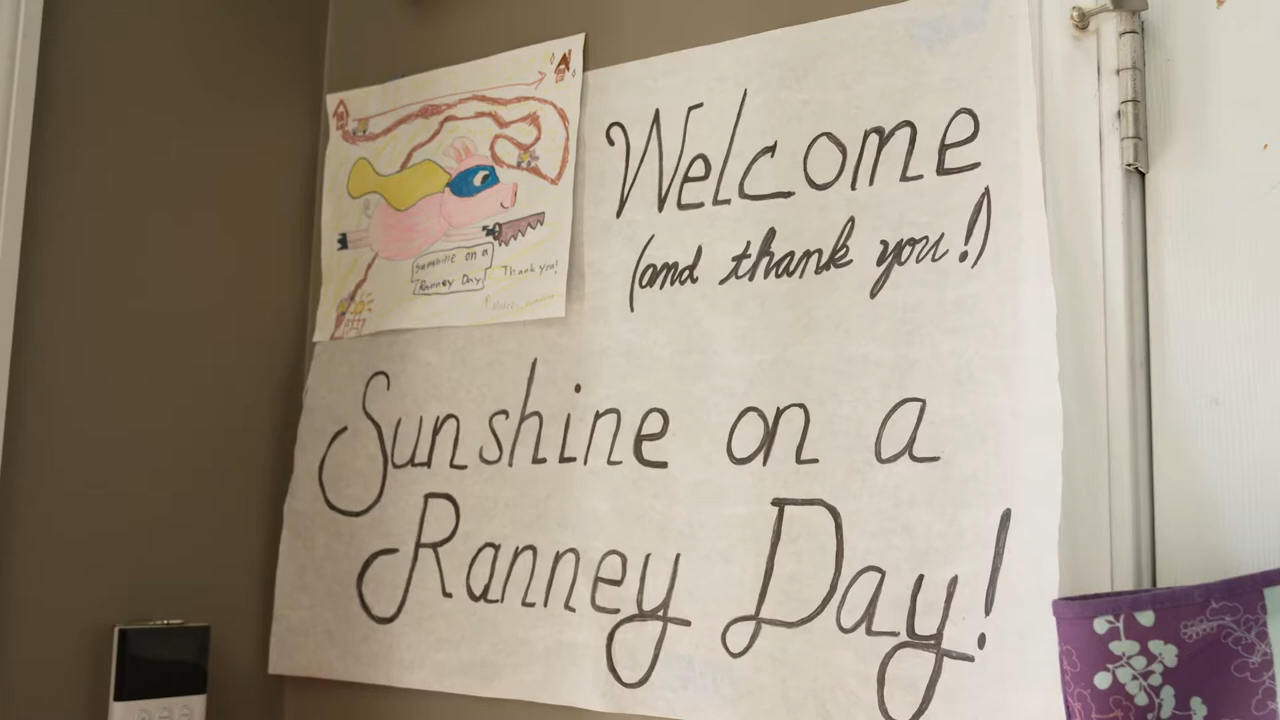 Welcome
(and thank you!)
Sunshine on a
Ranney Day!
Sunshine on a
Ranney Day
Thank you!